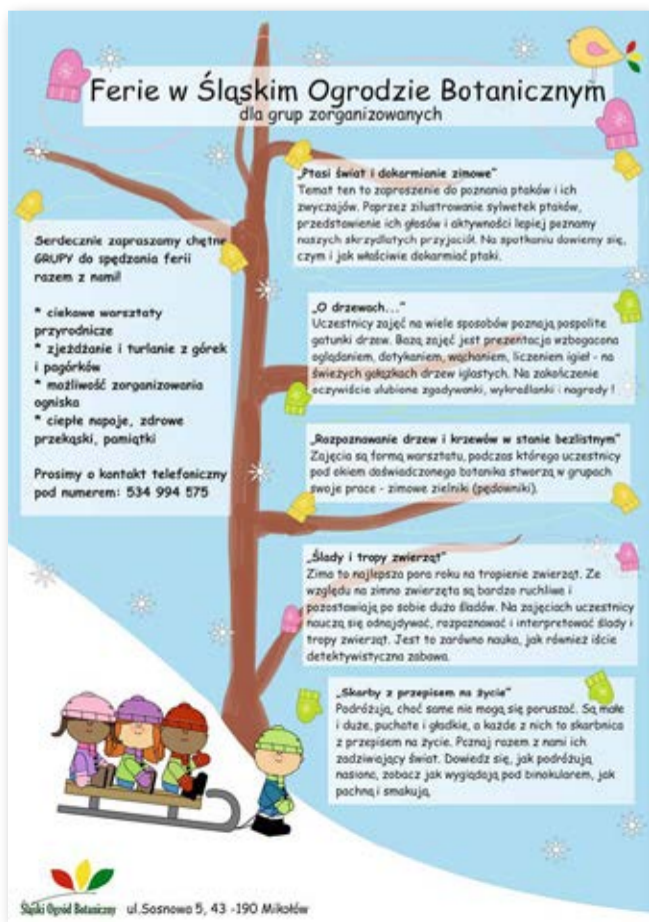 Ferie w Śląskim Ogrodzie Botanicznym
dla grup zorganizowanych
Serdecznie zapraszamy chętne
GRUPY do spędzania ferii
razem z nami!
* ciekawe warsztaty
przyrodnicze
* zjeżdżanie i turlanie z górek
i pagórków
* możliwość zorganizowania
ogniska
* ciepłe napoje, zdrowe
przekąski, pamiątki
Prosimy o kontakt telefoniczny
pod numerem: 534 994 575
„Ptasi świat i dokarmianie zimowe"
Temat ten to zaproszenie do poznania ptaków i ich
zwyczajów. Poprzez zilustrowanie sylwetek ptaków,
przedstawienie ich głosów i aktywności lepiej poznamy
naszych skrzydlatych przyjaciół. Na spotkaniu dowiemy się,
czym i jak właściwie dokarmiać ptaki.
„O drzewach..."
Uczestnicy zajęć na wiele sposobów poznają pospolite
gatunki drzew. Bazą zajęć jest prezentacja wzbogacona
oglądaniem, dotykaniem, wąchaniem, liczeniem igieł - na
świeżych gałązkach drzew iglastych. Na zakończenie
oczywiście ulubione zgadywanki, wykreślanki i nagrody !
„Rozpoznawanie drzew i krzewów w stanie bezlistnym"
Zajęcia są formą warsztatu, podczas którego uczestnicy
pod okiem doświadczonego botanika stworzą w grupach
swoje prace - zimowe zielniki (pędowniki).
„Ślady i tropy zwierząt"
Zima to najlepsza pora roku na tropienie zwierząt. Ze
względu na zimno zwierzęta są bardzo ruchliwe i
pozostawiają po sobie dużo śladów. Na zajęciach uczestnicy
nauczą się odnajdywać, rozpoznawać i interpretować ślady i
tropy zwierząt. Jest to zarówno nauka, jak również iście
detektywistyczna zabawa.
„Skarby z przepisem na życie"
Podróżują, choć same nie mogą się poruszać. Są małe
i duże, puchate i gładkie, a każde z nich to skarbnica
z przepisem na życie. Poznaj razem z nami ich
zadziwiający świat. Dowiedz się, jak podróżują
nasiona, zobacz jak wyglądają pod binokularem, jak
pachną i smakują.
Śląski Ogród Botaniczny ul.Sosnowa 5, 43 -190 Mikołów